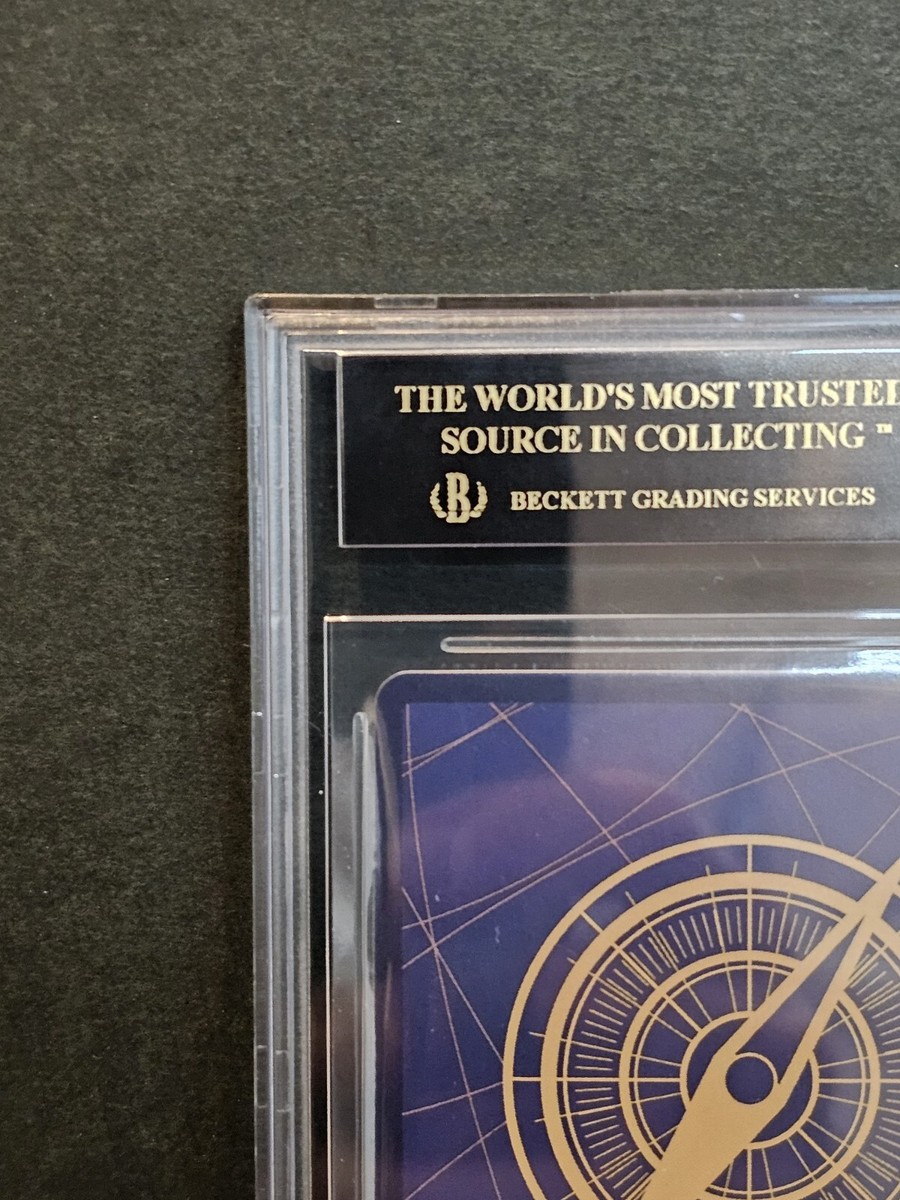 THE WORLD'S MOST TRUSTED
SOURCE IN COLLECTING ™
B BECKETT GRADING SERVICES